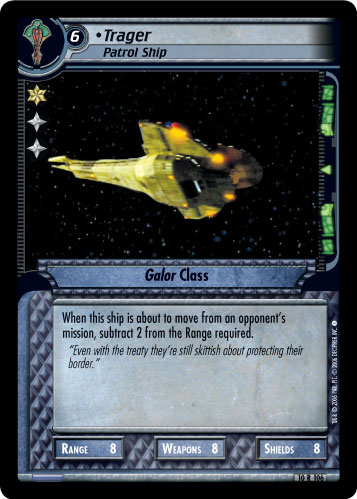 6
•Trager
Patrol Ship
Galor Class
When this ship is about to move from an opponent's
mission, subtract 2 from the Range required.
"Even with the treaty they're still skittish about protecting their
border."
RANGE 8 WEAPONS 8 SHIELDS 8
10 R 106